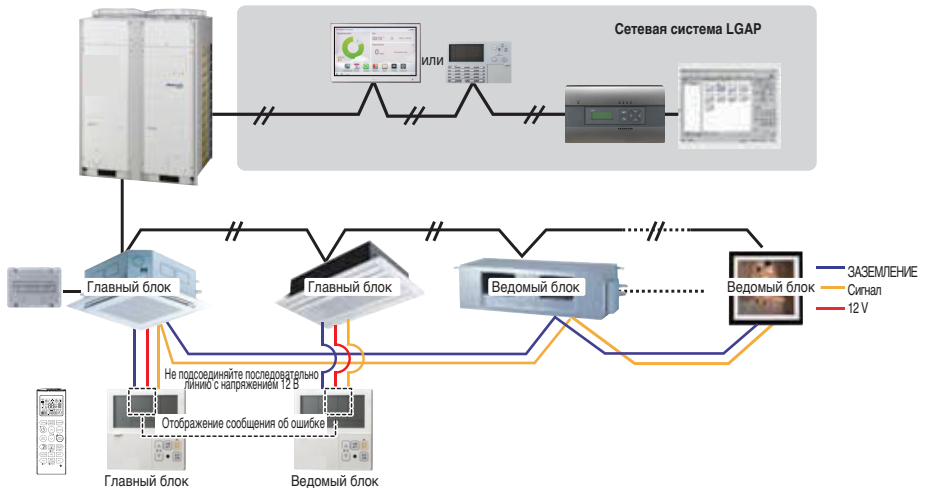 Сетевая система LGAP
или
Главный блок
Главный блок
Ведомый блок
Ведомый блок
ЗАЗЕМЛЕНИЕ
Сигнал
12 V
Не подсоединяйте последовательно
линию с напряжением 12 В
Отображение сообщения об ошибке
Главный блок
Ведомый блок